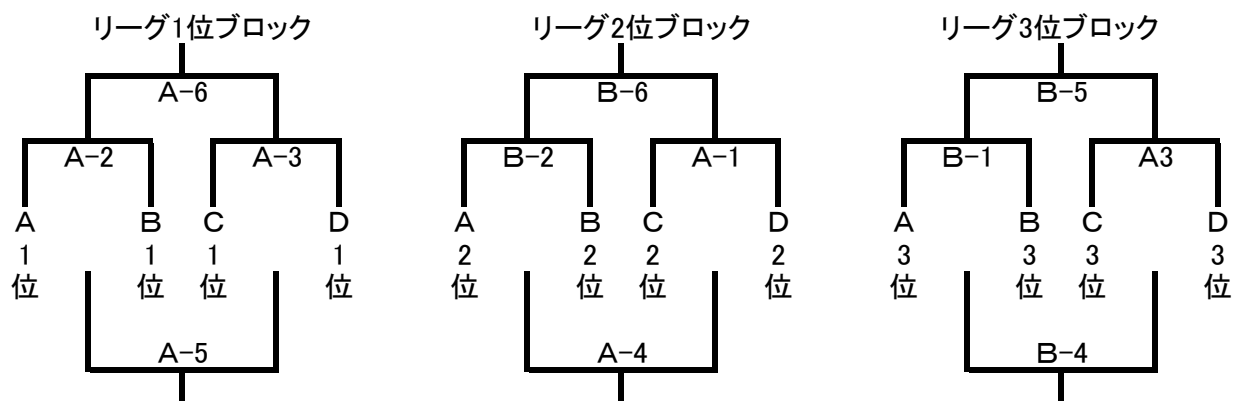 リーグ1位ブロック リーグ2位ブロック リーグ3位ブロック
A-6 B-6 B-5
A-2 A-3 B-2 A-1 B-1 A3
A B C D A B C D A B C D
1 1 1 1 2 2 2 2 3 3 3 3
位 位 位 位 位 位 位 位 位 位 位 位
A-5 A-4 B-4